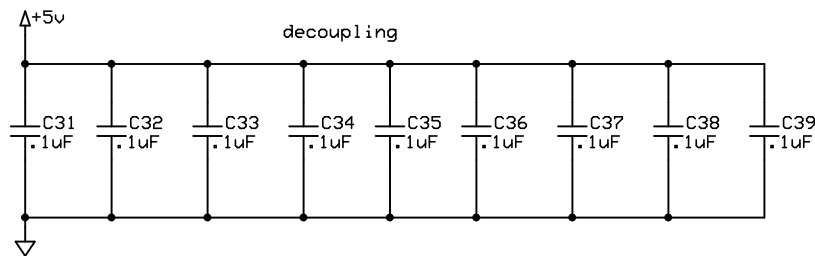 +5v
decoupling
C31
.1uF
C32
.1uF
C33
.1uF
C34
.1uF
C35
.1uF
C36
.1uF
C37
.1uF
C38
.1uF
C39
.1uF